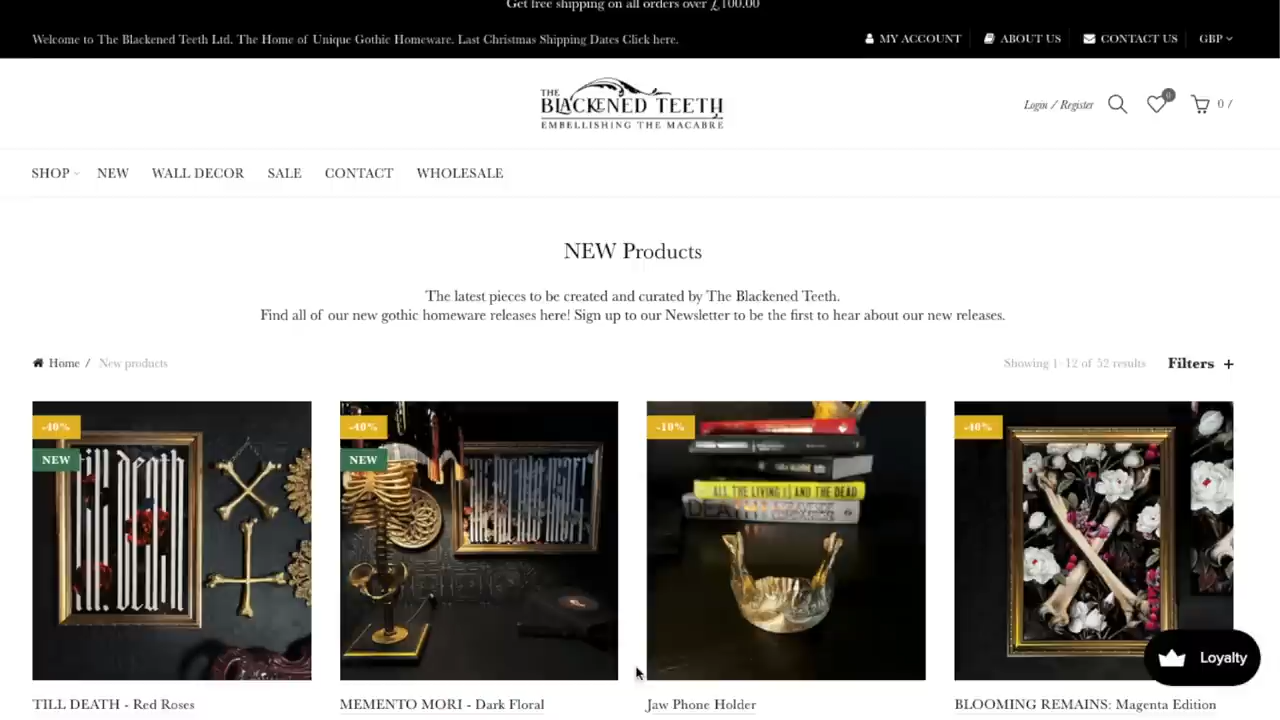 Get free shipping on all orders over £100.00
Welcome to The Blackened Teeth Ltd. The Home of Unique Gothic Homeware. Last Christmas Shipping Dates Click here.
MY ACCOUNT ABOUT US CONTACT US GBP
THE
BLACKENED TEETH
EMBELLISHING THE MACABRE
Login / Register 0 0 /
SHOP NEW WALL DECOR SALE CONTACT WHOLESALE
NEW Products
The latest pieces to be created and curated by The Blackened Teeth.
Find all of our new gothic homeware releases here! Sign up to our Newsletter to be the first to hear about our new releases.
Home / New products
Showing 1-12 of 52 results Filters +
-40% -40% -10% -40%
NEW NEW
till death
ALL THE LIVING AND THE DEAD
DEATH
Loyalty
TILL DEATH - Red Roses
MEMENTO MORI - Dark Floral
Jaw Phone Holder
BLOOMING REMAINS: Magenta Edition